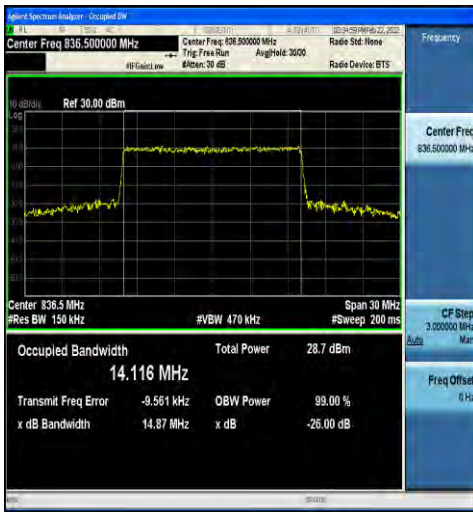 Agilent Spectrum Analyzer - Occupied BW
Center Freq 836.500000 MHz
Center Freq: 836.500000 MHz
Radio Std: None
Trig: Free Run
Avg|Hold: 30/30
#IFGain:Low
#Atten: 30 dB
Radio Device: BTS
10 dB/div
Ref 30.00 dBm
Log
Center 836.5 MHz
Span 30 MHz
#Res BW 150 kHz
#VBW 470 kHz
#Sweep 200 ms
Occupied Bandwidth
Total Power
28.7 dBm
14.116 MHz
Transmit Freq Error
-9.561 kHz
OBW Power
99.00 %
x dB Bandwidth
14.87 MHz
x dB
-26.00 dB
Frequency
Center Freq
836.500000 MHz
CF Step
3.000000 MHz
Auto
Man
Freq Offset
0 Hz